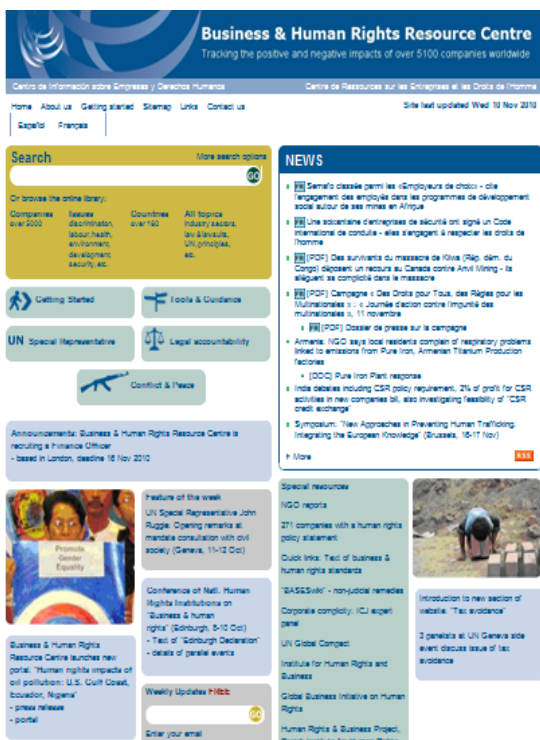 Business & Human Rights Resource Centre
Tracking the positive and negative impacts of over 5100 companies worldwide
Centro de Información sobre Empresas y Derechos Humanos
Centre de Ressources sur les Entreprises et les Droits de l'Homme
Home About us Getting started Sitemap Links Contact us
Site last updated Wed 10 Nov 2010
Español Français
Search
More search options
GO
Or browse the online library:
Companies
over 5000
Issues
discrimination,
labour, health,
environment,
development,
security, etc.
Countries
over 160
All topics
industry sectors,
law & lawsuits,
UN, principles,
etc.
Getting Started
Tools & Guidance
UN Special Representative
Legal accountability
Conflict & Peace
Announcements: Business & Human Rights Resource Centre is
recruiting a Finance Officer
- based in London, deadline 16 Nov 2010
Promote
Gender
Equality
Business & Human Rights
Resource Centre launches new
portal: "Human rights impacts of
oil pollution: U.S. Gulf Coast,
Ecuador, Nigeria"
- press release
- portal
Feature of the week
UN Special Representative John
Ruggie: Opening remarks at
mandate consultation with civil
society (Geneva, 11-12 Oct)
Conference of Natl. Human
Rights Institutions on
"Business & human
rights" (Edinburgh, 8-10 Oct)
- Text of "Edinburgh Declaration"
- details of parallel events
Weekly Updates FREE
GO
Enter your email
NEWS
FR Semafo classée parmi les «Employeurs de choix» - cite
l'engagement des employés dans les programmes de développement
social autour de ses mines en Afrique
FR Une soixantaine d'entreprises de sécurité ont signé un Code
international de conduite - elles s'engagent à respecter les droits de
l'homme
FR [PDF] Des survivants du massacre de Kilwa (Rép. dém. du
Congo) déposent un recours au Canada contre Anvil Mining - ils
allèguent sa complicité dans le massacre
FR [PDF] Campagne « Des Droits pour Tous, des Règles pour les
Multinationales » : « Journée d'action contre l'impunité des
multinationales », 11 novembre
FR [PDF] Dossier de presse sur la campagne
Armenia: NGO says local residents complain of respiratory problems
linked to emissions from Pure Iron, Armenian Titanium Production
factories
[DOC] Pure Iron Plant response
India debates including CSR policy requirement, 2% of profit for CSR
activities in new companies bill, also investigating feasibility of "CSR
credit exchange"
Symposium: "New Approaches in Preventing Human Trafficking.
Integrating the European Knowledge" (Brussels, 16-17 Nov)
More
RSS
Special resources
NGO reports
271 companies with a human rights
policy statement
Quick links: Text of business &
human rights standards
"BASESwiki" - non-judicial remedies
Corporate complicity: ICJ expert
panel
UN Global Compact
Institute for Human Rights and
Business
Global Business Initiative on Human
Rights
Human Rights & Business Project,
Introduction to new section of
website: "Tax avoidance"
3 panelists at UN Geneva side
event discuss issue of tax
avoidance